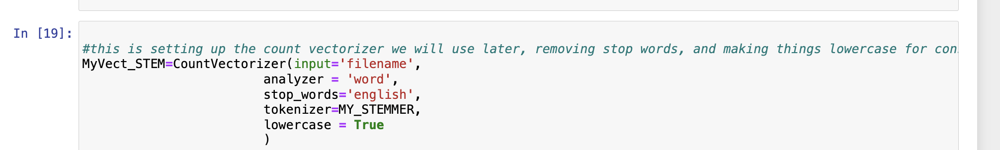 In [19]:
#this is setting up the count vectorizer we will use later, removing stop words, and making things lowercase for
MyVect_STEM=CountVectorizer(input='filename',
analyzer = 'word',
stop_words='english',
tokenizer=MY_STEMMER,
lowercase = True
)